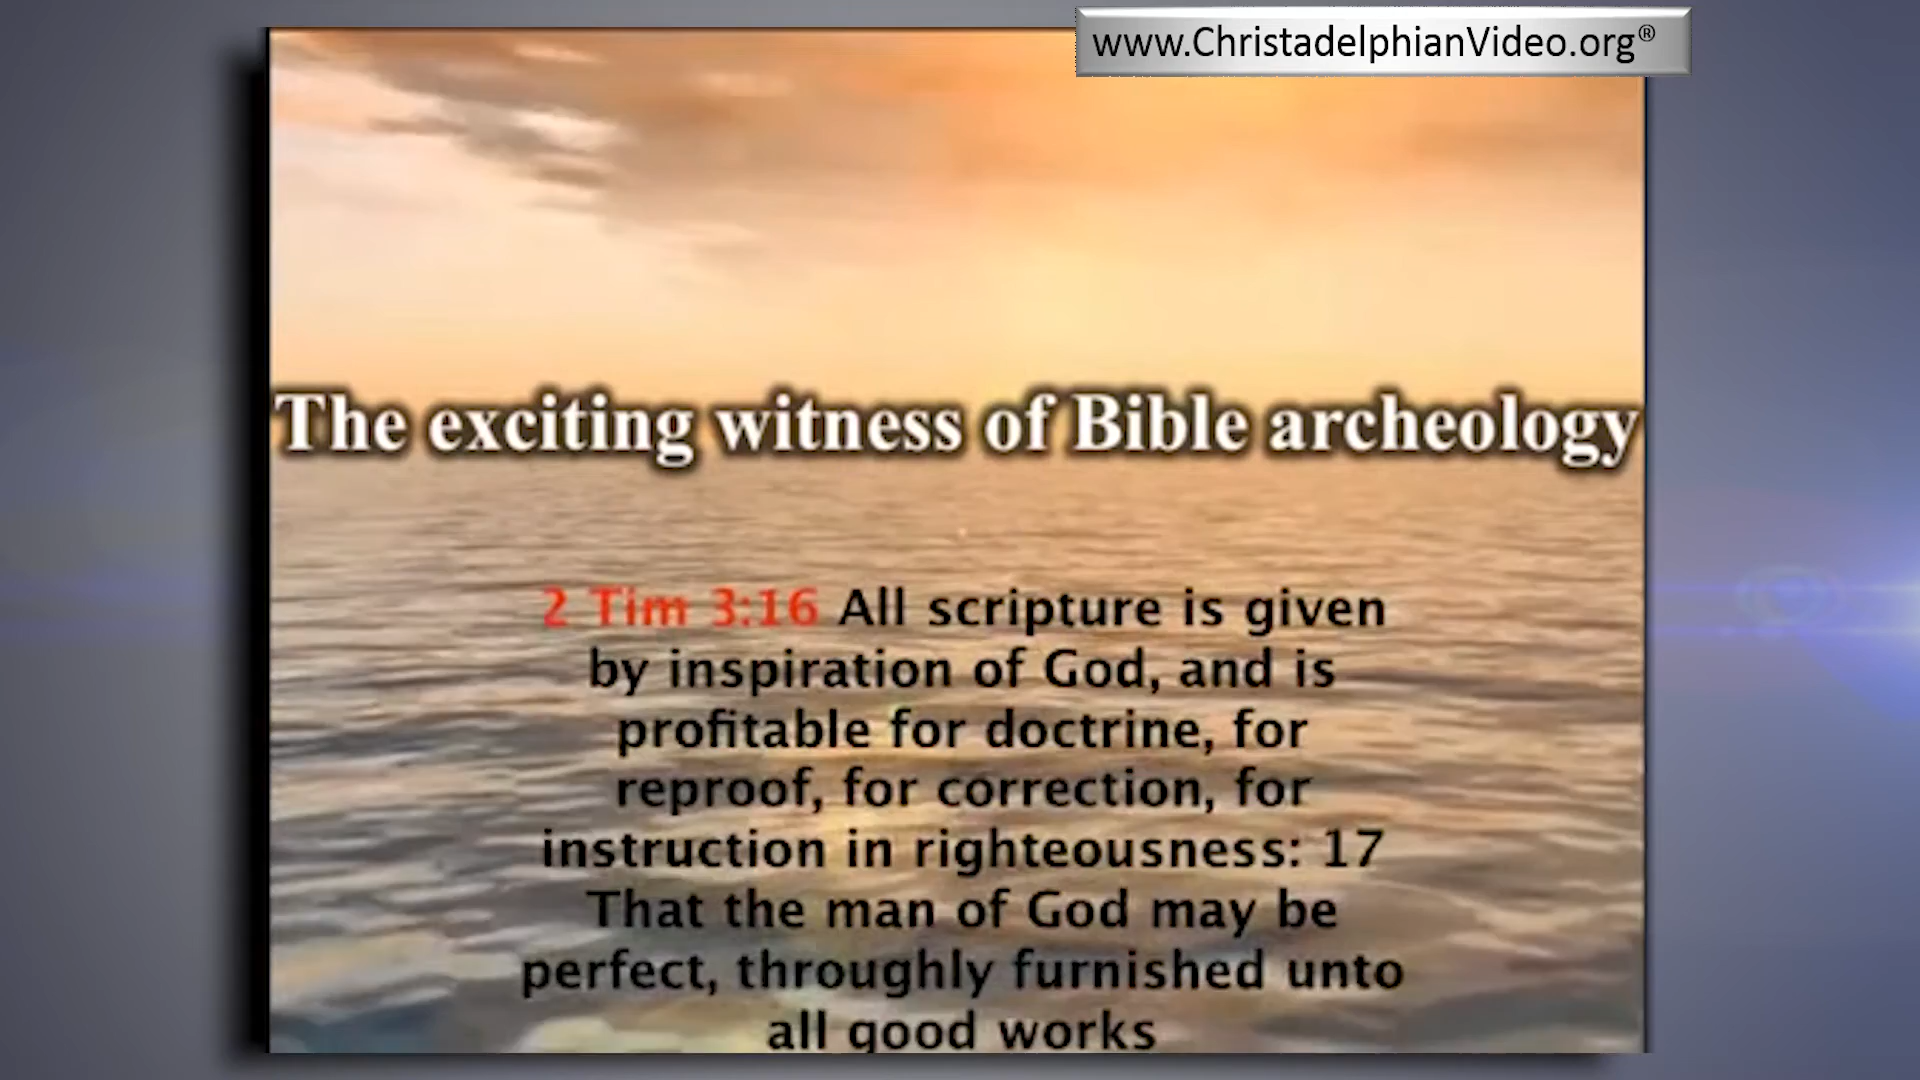 www.ChristadelphianVideo.org®
The exciting witness of Bible archeology
2 Tim 3:16 All scripture is given
by inspiration of God, and is
profitable for doctrine, for
reproof, for correction, for
instruction in righteousness: 17
That the man of God may be
perfect, throughly furnished unto
all good works